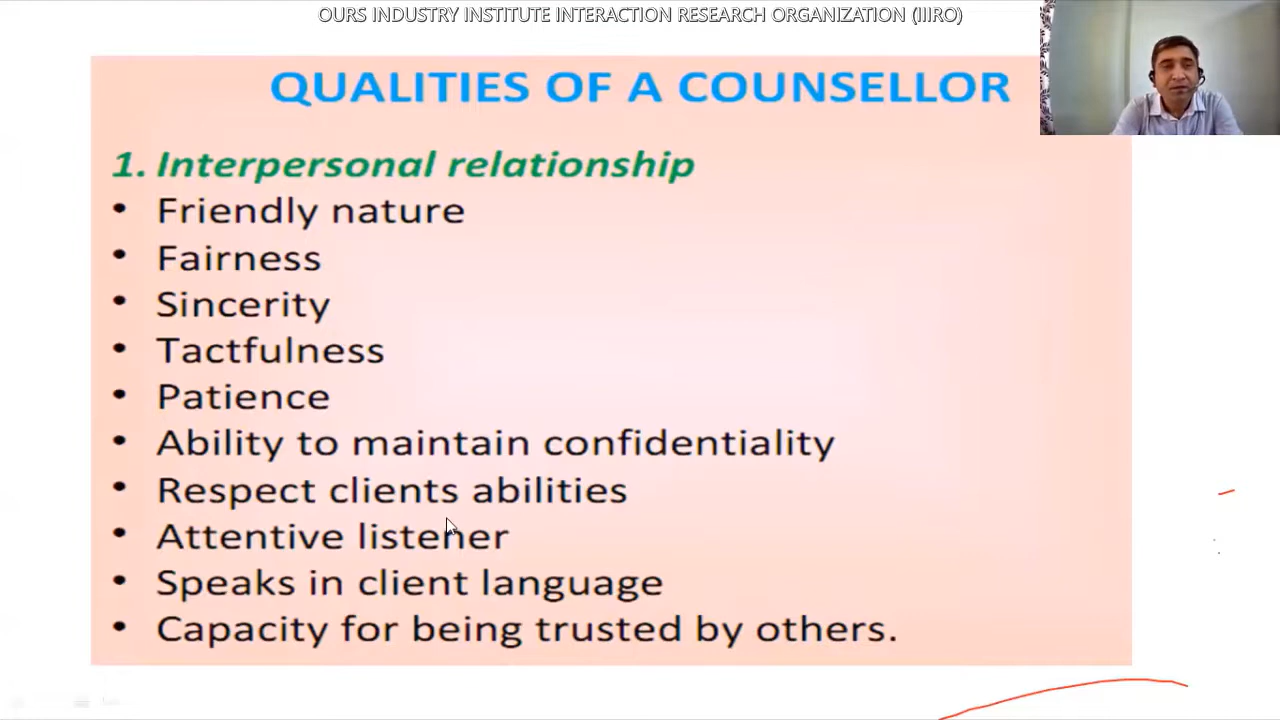 OURS INDUSTRY INSTITUTE INTERACTION RESEARCH ORGANIZATION (IIIRO)
QUALITIES OF A COUNSELLOR
1. Interpersonal relationship
• Friendly nature
• Fairness
• Sincerity
• Tactfulness
• Patience
• Ability to maintain confidentiality
• Respect clients abilities
• Attentive listener
• Speaks in client language
• Capacity for being trusted by others.